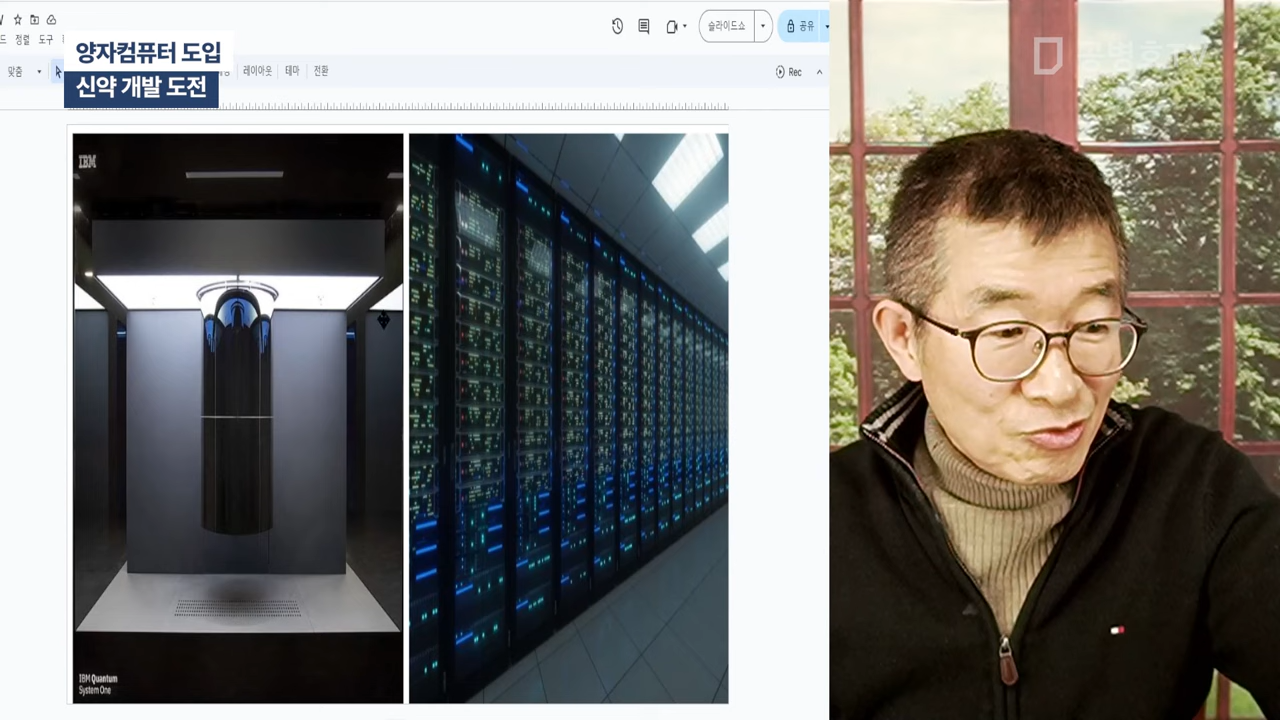 정렬 도구
양자컴퓨터 도입
신약 개발 도전
맞춤
레이아웃
테마
전환
슬라이드쇼
공유
Rec
IBM
IBM Quantum
System One